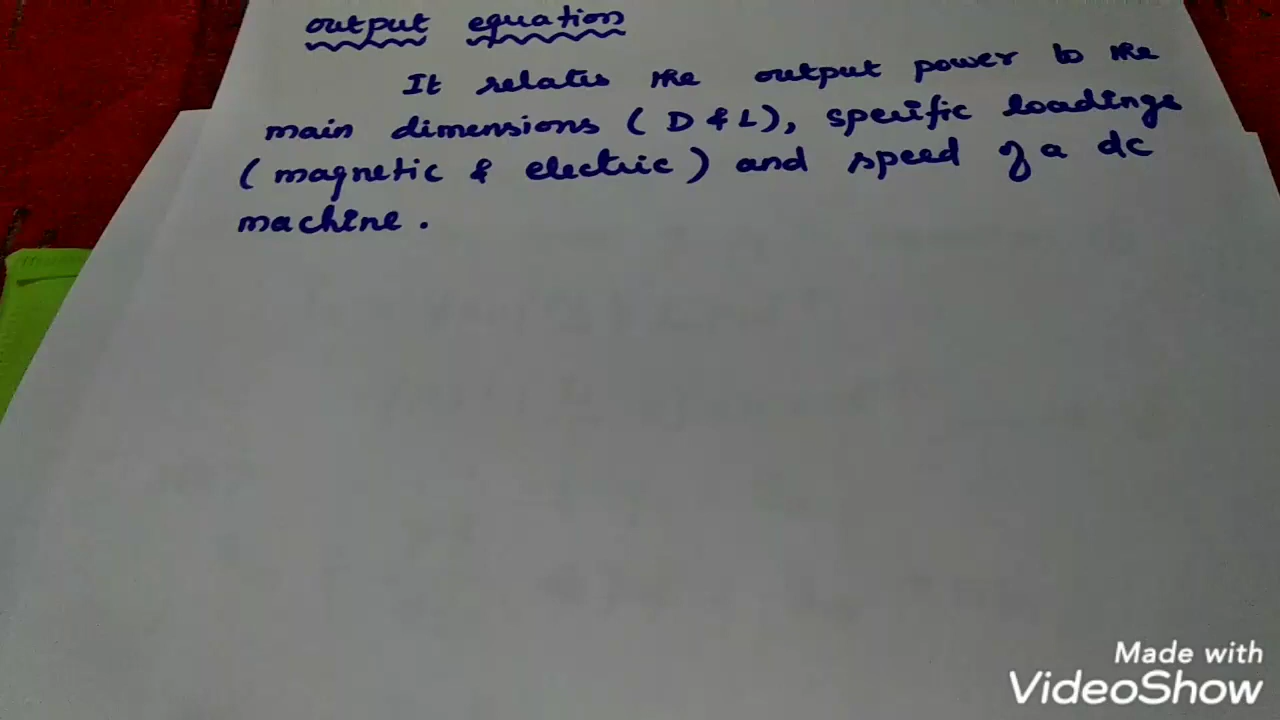 output equation
It relates the output power to the
main dimensions ( D & L ), specific loadings
( magnetic & electric ) and speed of a dc
machine .
Made with
VideoShow